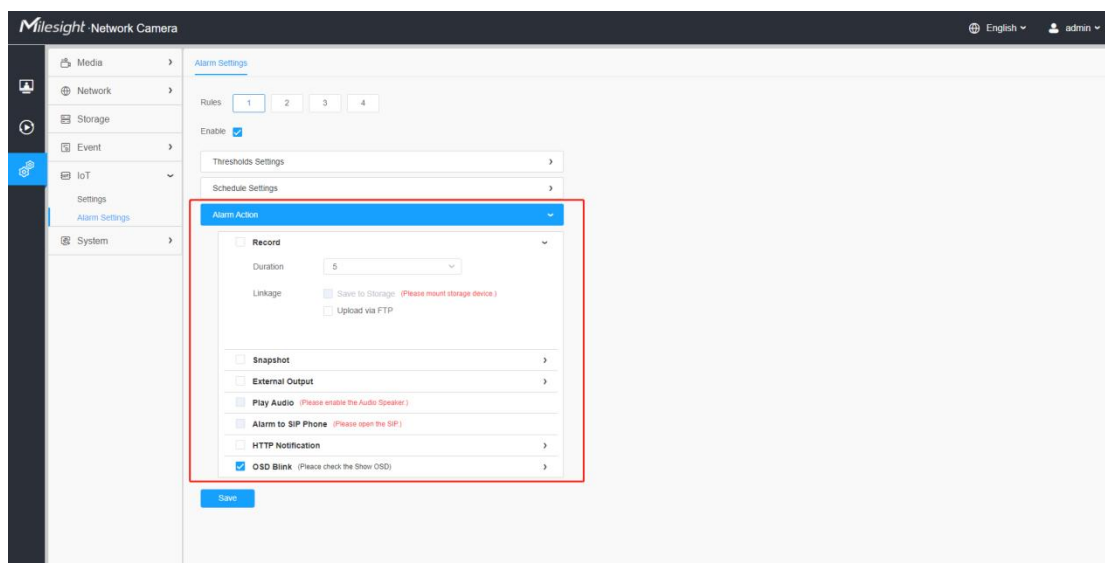 Milesight · Network Camera
English
admin
Media
Network
Storage
Event
IoT
Settings
Alarm Settings
System
Alarm Settings
Rules 1 2 3 4
Enable
Thresholds Settings
Schedule Settings
Alarm Action
Record
Duration 5
Linkage Save to Storage (Please mount storage device.)
Upload via FTP
Snapshot
External Output
Play Audio (Please enable the Audio Speaker.)
Alarm to SIP Phone (Please open the SIP.)
HTTP Notification
OSD Blink (Pleace check the Show OSD)
Save